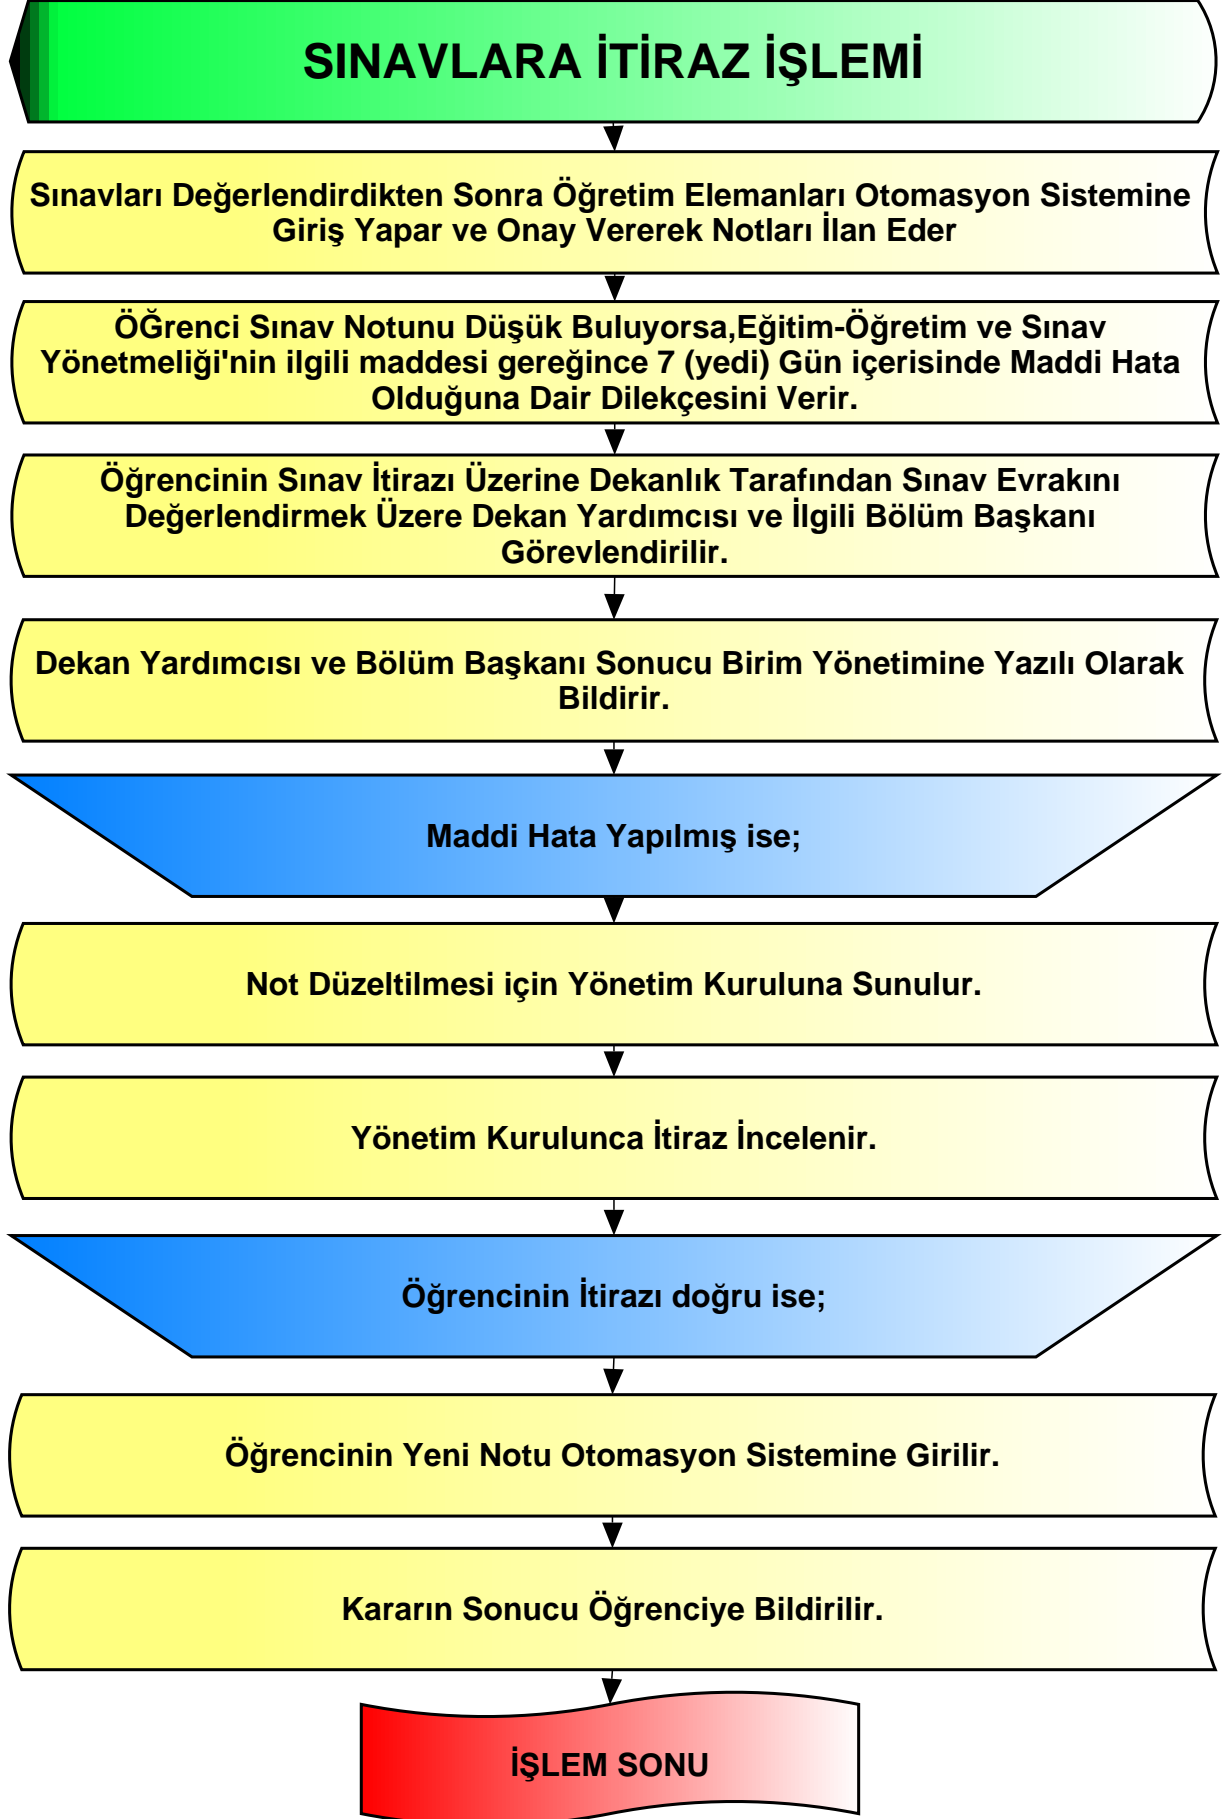 SINAVLARA İTİRAZ İŞLEMİ
Sınavları Değerlendirdikten Sonra Öğretim Elemanları Otomasyon Sistemine
Giriş Yapar ve Onay Vererek Notları İlan Eder
ÖĞrenci Sınav Notunu Düşük Buluyorsa,Eğitim-Öğretim ve Sınav
Yönetmeliği'nin ilgili maddesi gereğince 7 (yedi) Gün içerisinde Maddi Hata
Olduğuna Dair Dilekçesini Verir.
Öğrencinin Sınav İtirazı Üzerine Dekanlık Tarafından Sınav Evrakını
Değerlendirmek Üzere Dekan Yardımcısı ve İlgili Bölüm Başkanı
Görevlendirilir.
Dekan Yardımcısı ve Bölüm Başkanı Sonucu Birim Yönetimine Yazılı Olarak
Bildirir.
Maddi Hata Yapılmış ise;
Not Düzeltilmesi için Yönetim Kuruluna Sunulur.
Yönetim Kurulunca İtiraz İncelenir.
Öğrencinin İtirazı doğru ise;
Öğrencinin Yeni Notu Otomasyon Sistemine Girilir.
Kararın Sonucu Öğrenciye Bildirilir.
İŞLEM SONU